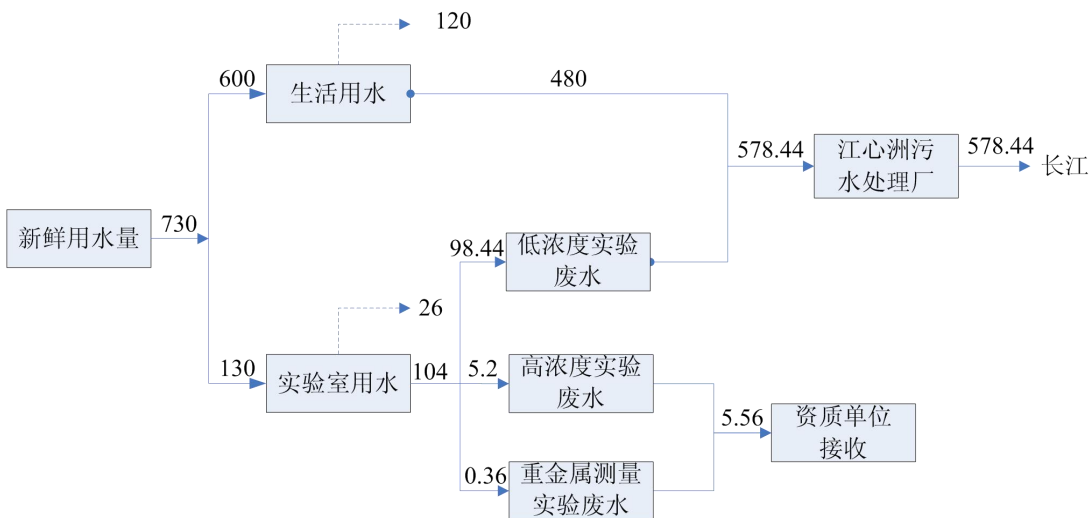 120
600
生活用水
480
578.44
江心洲污
水处理厂
578.44
长江
新鲜用水量
730
98.44
低浓度实验
废水
26
130
实验室用水
104
5.2
高浓度实验
废水
5.56
资质单位
接收
0.36
重金属测量
实验废水